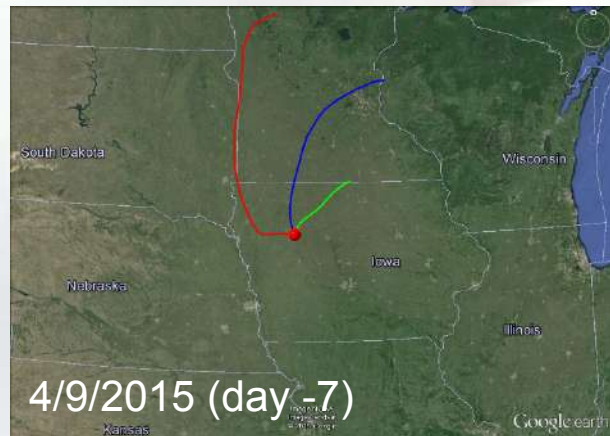 South Dakota
Wisconsin
Iowa
Nebraska
Illinois
4/9/2015 (day -7)
Kansas
Google earth